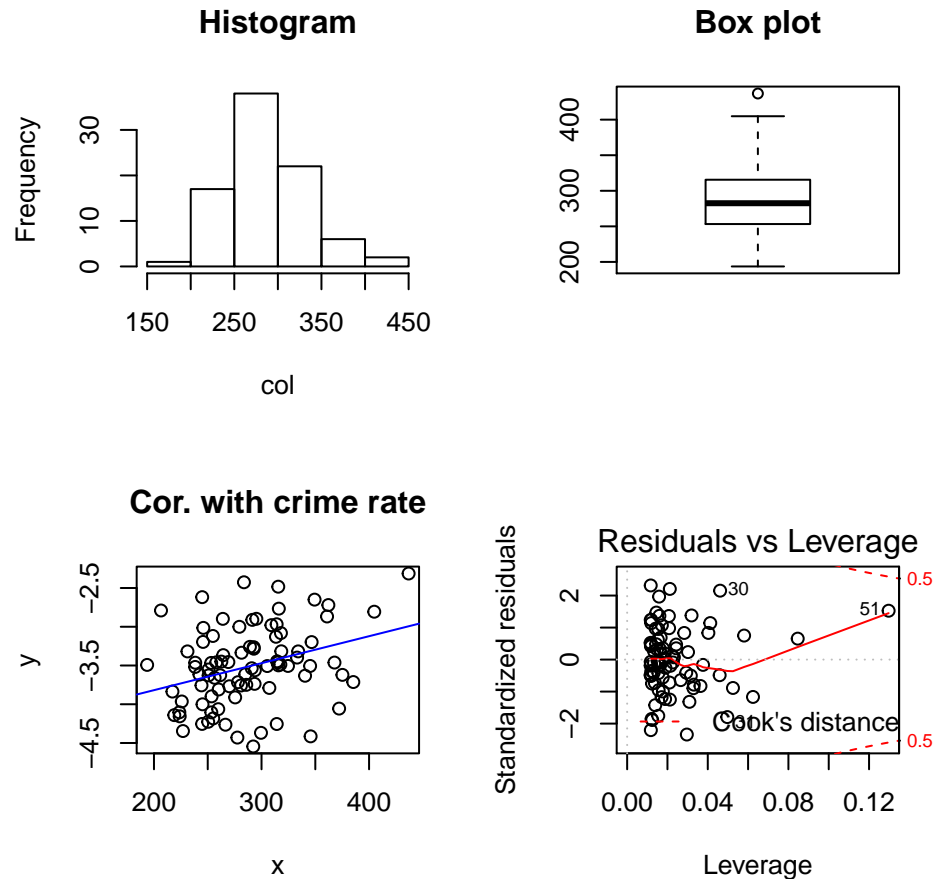 Histogram
Frequency
0
10
30
150
250
350
450
col
Box plot
200
300
400
Cor. with crime rate
y
−4.5
−3.5
−2.5
200
300
400
x
Residuals vs Leverage
Standardized residuals
−2
0
2
0.5
0.5
30
51
31
Cook's distance
0.00
0.04
0.08
0.12
Leverage